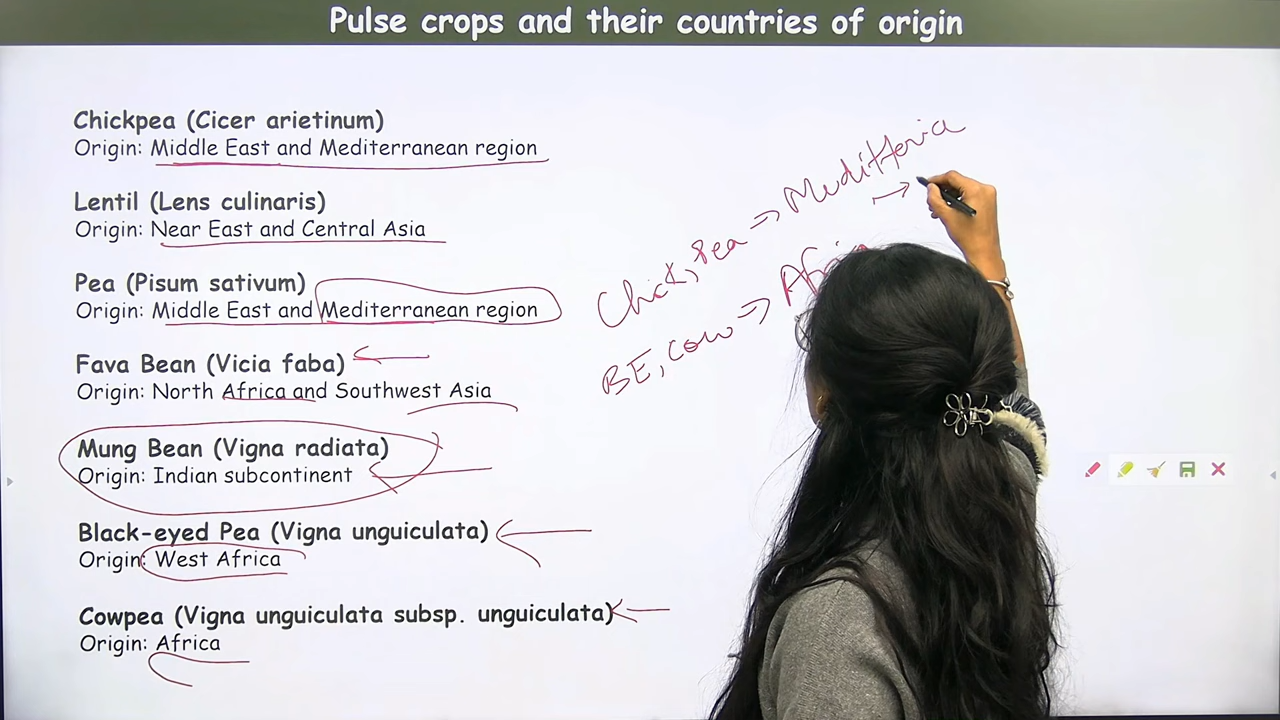 Pulse crops and their countries of origin
Chickpea (Cicer arietinum)
Origin: Middle East and Mediterranean region
Lentil (Lens culinaris)
Origin: Near East and Central Asia
Pea (Pisum sativum)
Origin: Middle East and Mediterranean region
Fava Bean (Vicia faba)
Origin: North Africa and Southwest Asia
Mung Bean (Vigna radiata)
Origin: Indian subcontinent
Black-eyed Pea (Vigna unguiculata)
Origin: West Africa
Cowpea (Vigna unguiculata subsp. unguiculata)
Origin: Africa
Chick, Pea →
BE, Cow → Africa